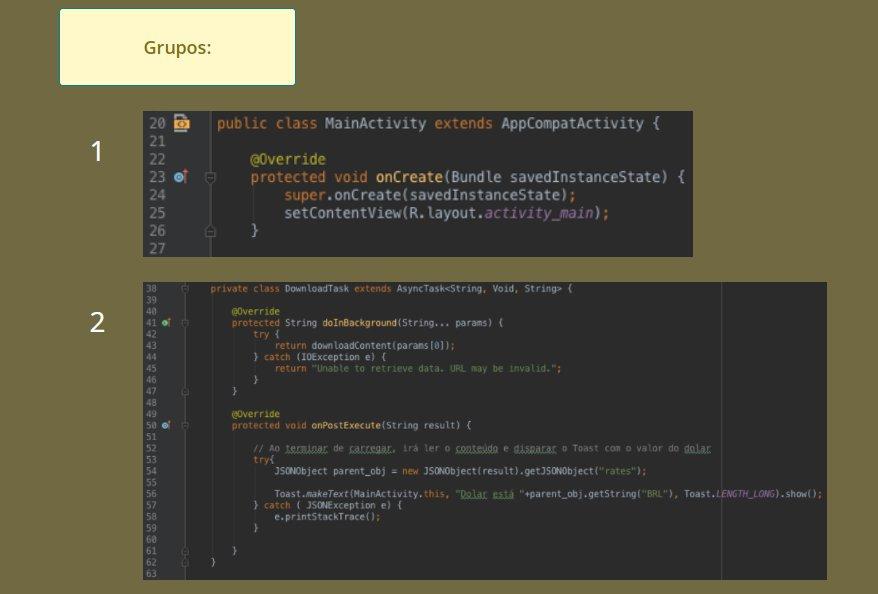 Grupos:
1
20 public class MainActivity extends AppCompatActivity {
21
22 @Override
23 protected void onCreate(Bundle savedInstanceState) {
24 super.onCreate(savedInstanceState);
25 setContentView(R.layout.activity_main);
26 }
27
2
38 private class DownloadTask extends AsyncTask<String, Void, String> {
39
40 @Override
41 protected String doInBackground(String... params) {
42 try {
43 return downloadContent(params[0]);
44 } catch (IOException e) {
45 return "Unable to retrieve data. URL may be invalid.";
46 }
47 }
48
49 @Override
50 protected void onPostExecute(String result) {
51
52 // Ao terminar de carregar, irá ler o conteúdo e disparar o Toast com o valor do dolar
53 try{
54 JSONObject parent_obj = new JSONObject(result).getJSONObject("rates");
55
56 Toast.makeText(MainActivity.this, "Dolar está "+parent_obj.getString("BRL"), Toast.LENGTH_LONG).show();
57 } catch ( JSONException e) {
58 e.printStackTrace();
59 }
60
61 }
62 }
63